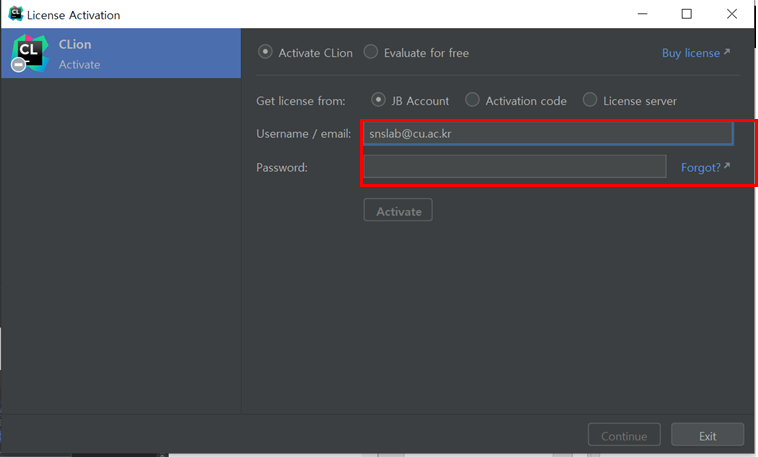 License Activation
CL
CLion
Activate
Activate CLion Evaluate for free Buy license
Get license from: JB Account Activation code License server
Username / email: snslab@cu.ac.kr
Password: Forgot?
Activate
Continue Exit